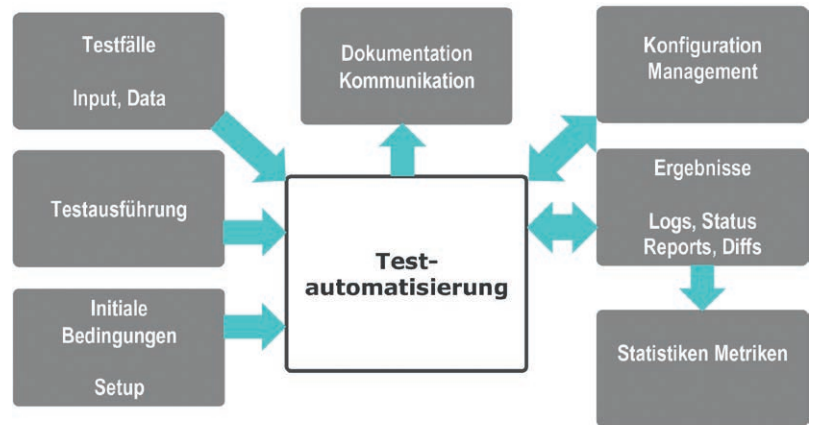 Testfälle
Input, Data
Dokumentation
Kommunikation
Konfiguration
Management
Testausführung
Test-
automatisierung
Ergebnisse
Logs, Status
Reports, Diffs
Initiale
Bedingungen
Setup
Statistiken Metriken